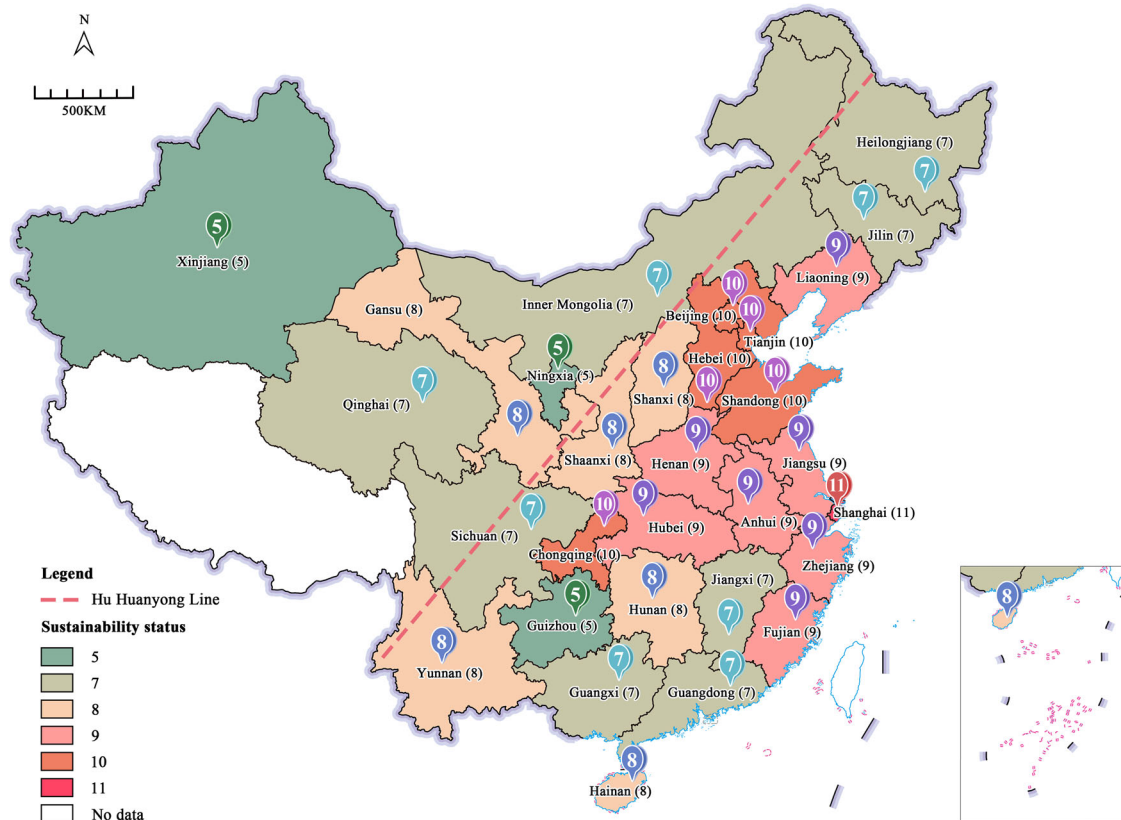 N
500KM
Heilongjiang (7)
7
7
Jilin (7)
9
Liaoning (9)
5
Xinjiang (5)
Gansu (8)
Inner Mongolia (7)
7
10
Beijing (10)
10
Tianjin (10)
Hebei (10)
10
5
Ningxia (5)
8
Shanxi (8)
10
Shandong (10)
7
Qinghai (7)
8
8
Shaanxi (8)
9
Henan (9)
9
Jiangsu (9)
11
Shanghai (11)
7
Sichuan (7)
10
Chongqing (10)
9
Hubei (9)
9
Anhui (9)
9
Zhejiang (9)
5
Guizhou (5)
8
Hunan (8)
Jiangxi (7)
7
9
Fujian (9)
8
Yunnan (8)
7
Guangxi (7)
7
Guangdong (7)
8
Hainan (8)
8
Legend
Hu Huanyong Line
Sustainability status
5
7
8
9
10
11
No data